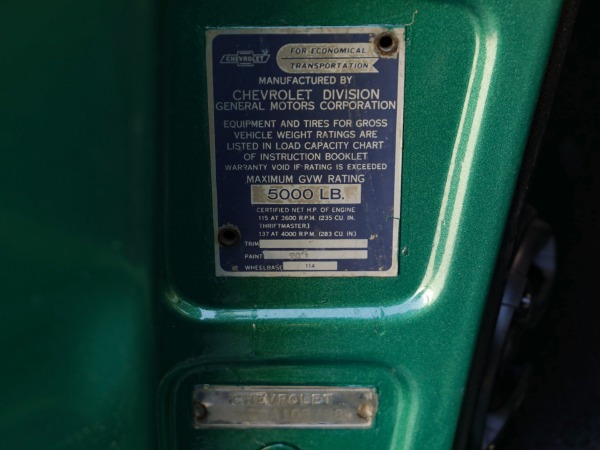 CHEVROLET
FOR ECONOMICAL
TRANSPORTATION
MANUFACTURED BY
CHEVROLET DIVISION
GENERAL MOTORS CORPORATION
EQUIPMENT AND TIRES FOR GROSS
VEHICLE WEIGHT RATINGS ARE
LISTED IN LOAD CAPACITY CHART
OF INSTRUCTION BOOKLET
WARRANTY VOID IF RATING IS EXCEEDED
MAXIMUM GVW RATING
5000 LB.
CERTIFIED NET H.P. OF ENGINE
115 AT 3600 R.P.M. (235 CU. IN.
THRIFTMASTER)
137 AT 4000 R.P.M. (283 CU. IN.)
TRIM
PAINT
WHEELBASE 114
CHEVROLET